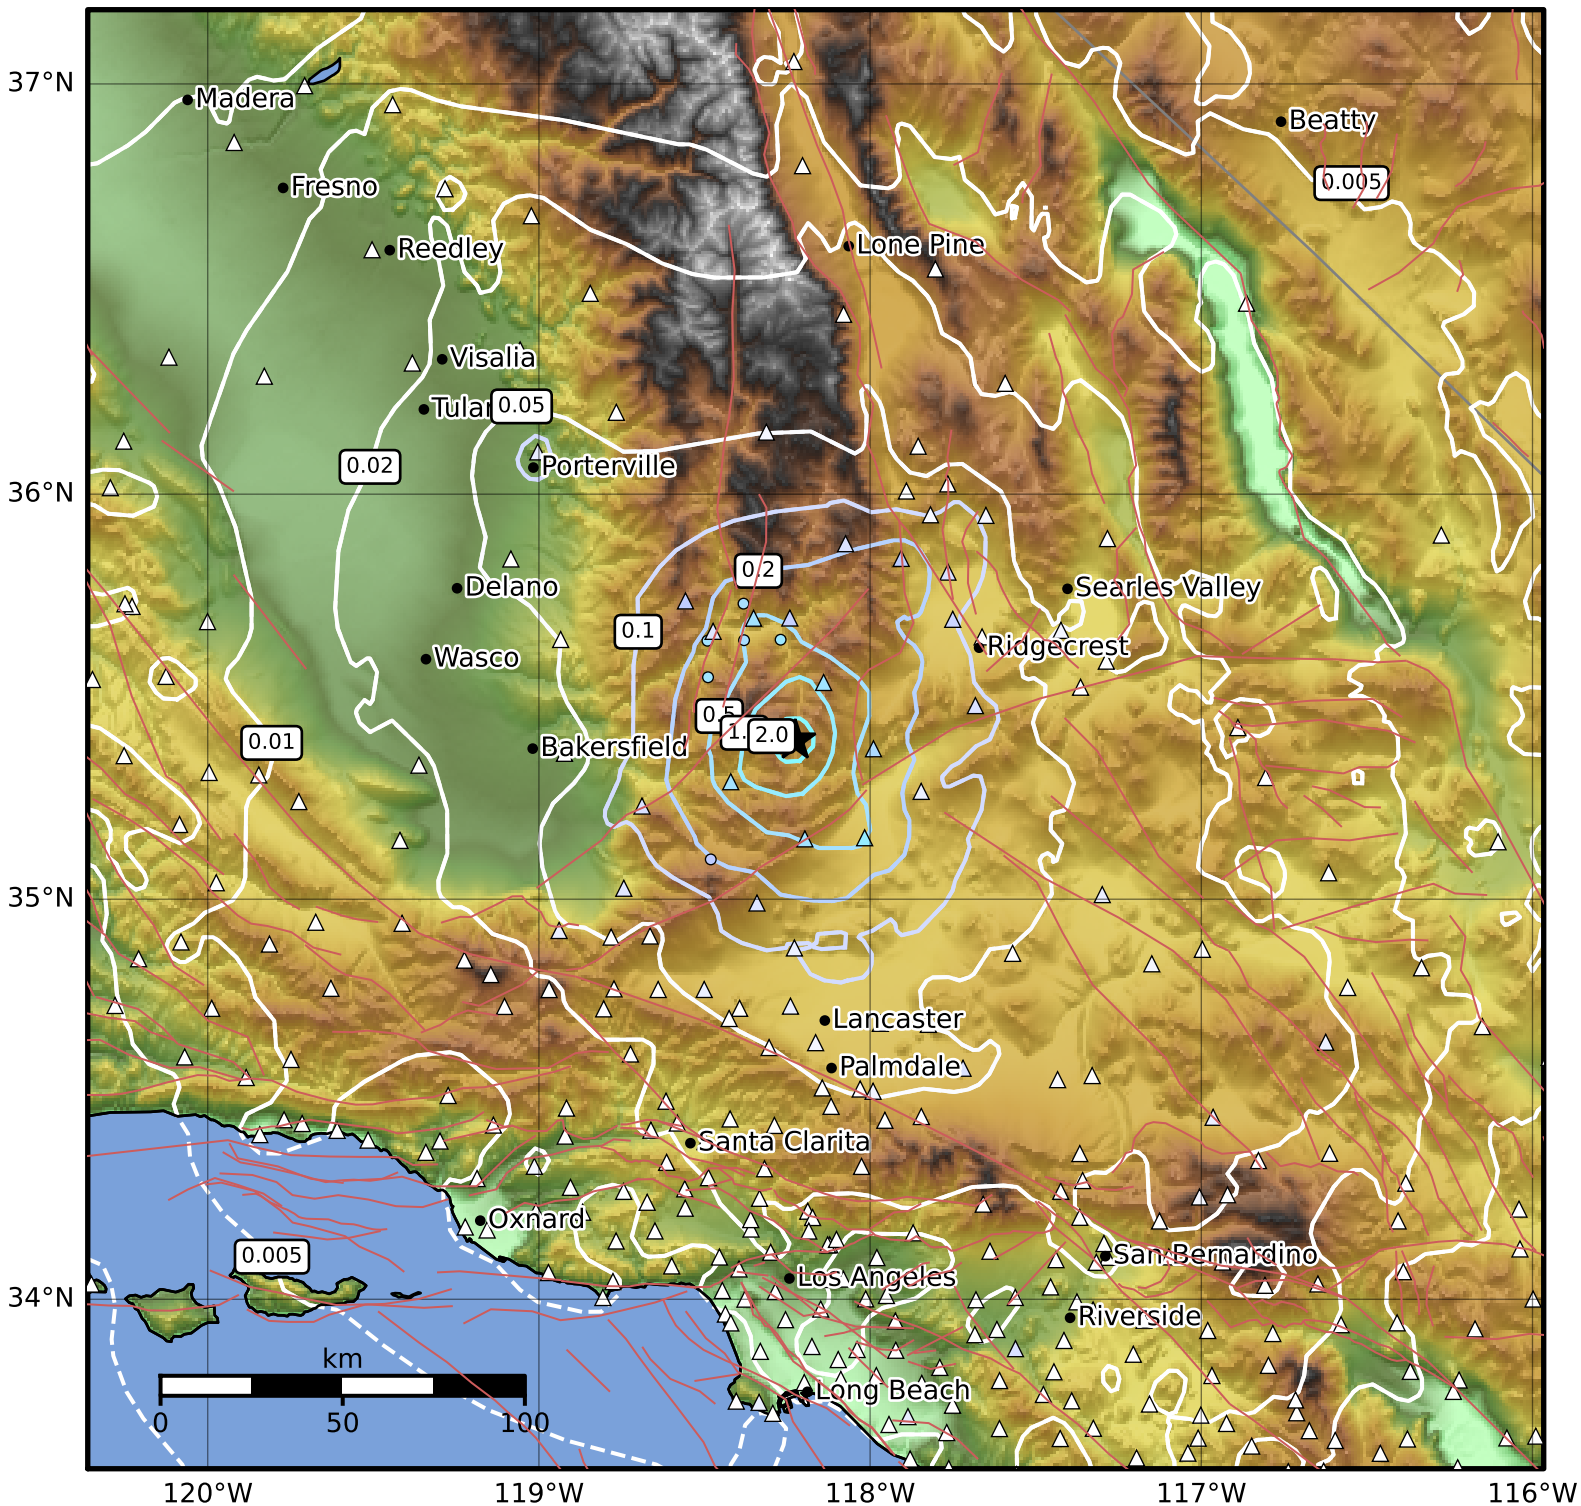 37°N
Madera
Beatty
0.005
Fresno
Reedley
Lone Pine
Visalia
0.05
0.02
Porterville
36°N
0.2
Delano
Searles Valley
0.1
Ridgecrest
Wasco
2.0
0.01
Bakersfield
35°N
Lancaster
Palmdale
Santa Clarita
Oxnard
San Bernardino
0.005
Los Angeles
34°N
Riverside
km
Long Beach
0 50 100
120°W 119°W 118°W 117°W 116°W